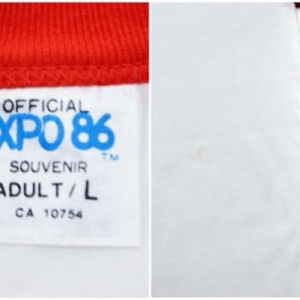 OFFICIAL
XPO 86
™
SOUVENIR
ADULT / L
CA 10754